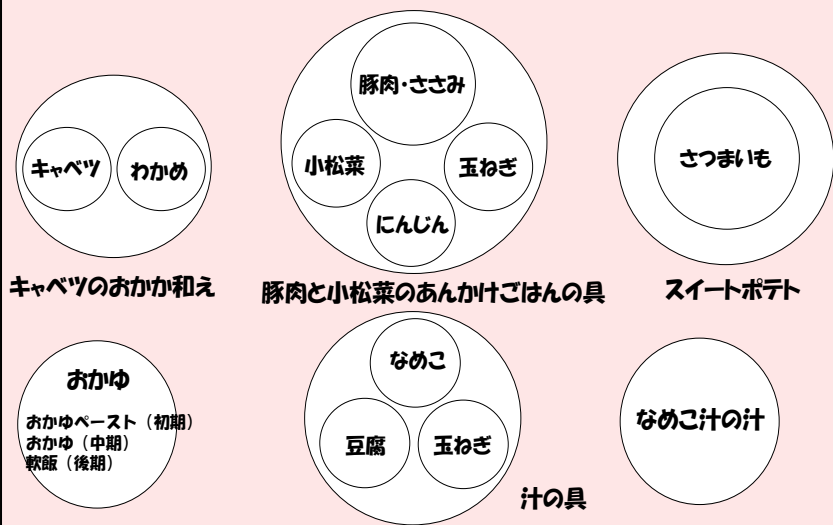 豚肉・ささみ
キャベツ
わかめ
小松菜
玉ねぎ
にんじん
さつまいも
キャベツのおかか和え
豚肉と小松菜のあんかけごはんの具
スイートポテト
おかゆ
おかゆペースト（初期）
おかゆ（中期）
軟飯（後期）
なめこ
豆腐
玉ねぎ
汁の具
なめこ汁の汁